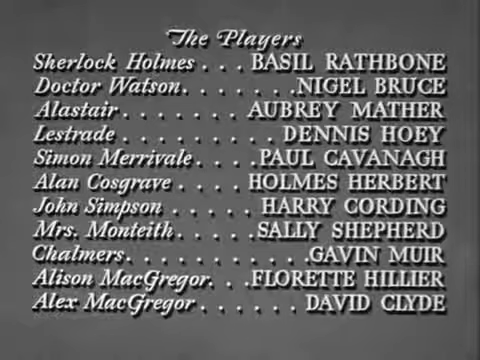 The Players
Sherlock Holmes . . . BASIL RATHBONE
Doctor Watson. . . . . . . NIGEL BRUCE
Alastair . . . . . . . AUBREY MATHER
Lestrade . . . . . . . . . DENNIS HOEY
Simon Merrivale. . . . PAUL CAVANAGH
Alan Cosgrave . . . . HOLMES HERBERT
John Simpson . . . . . HARRY CORDING
Mrs. Monteith. . . . . SALLY SHEPHERD
Chalmers. . . . . . . . . . GAVIN MUIR
Alison MacGregor. . . FLORETTE HILLIER
Alex MacGregor . . . . . . DAVID CLYDE